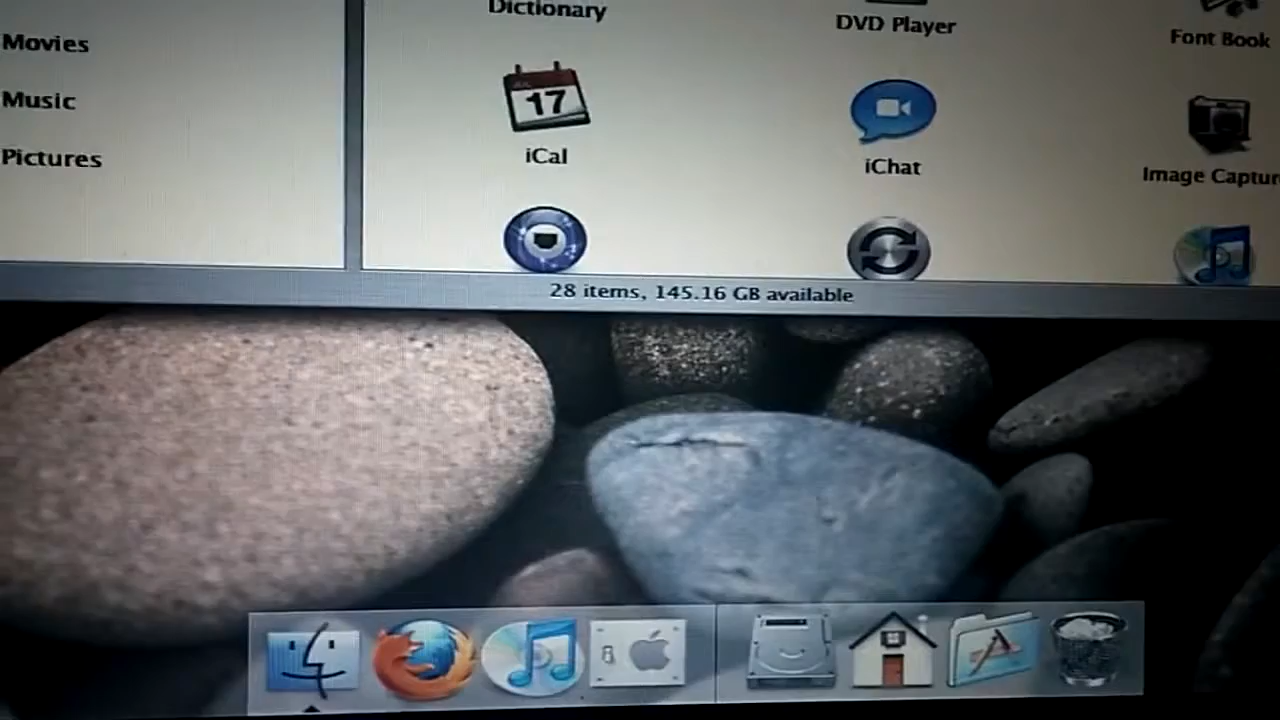 Movies
Music
Pictures
Dictionary
DVD Player
Font Book
17
iCal
iChat
Image Captur
28 items, 145.16 GB available